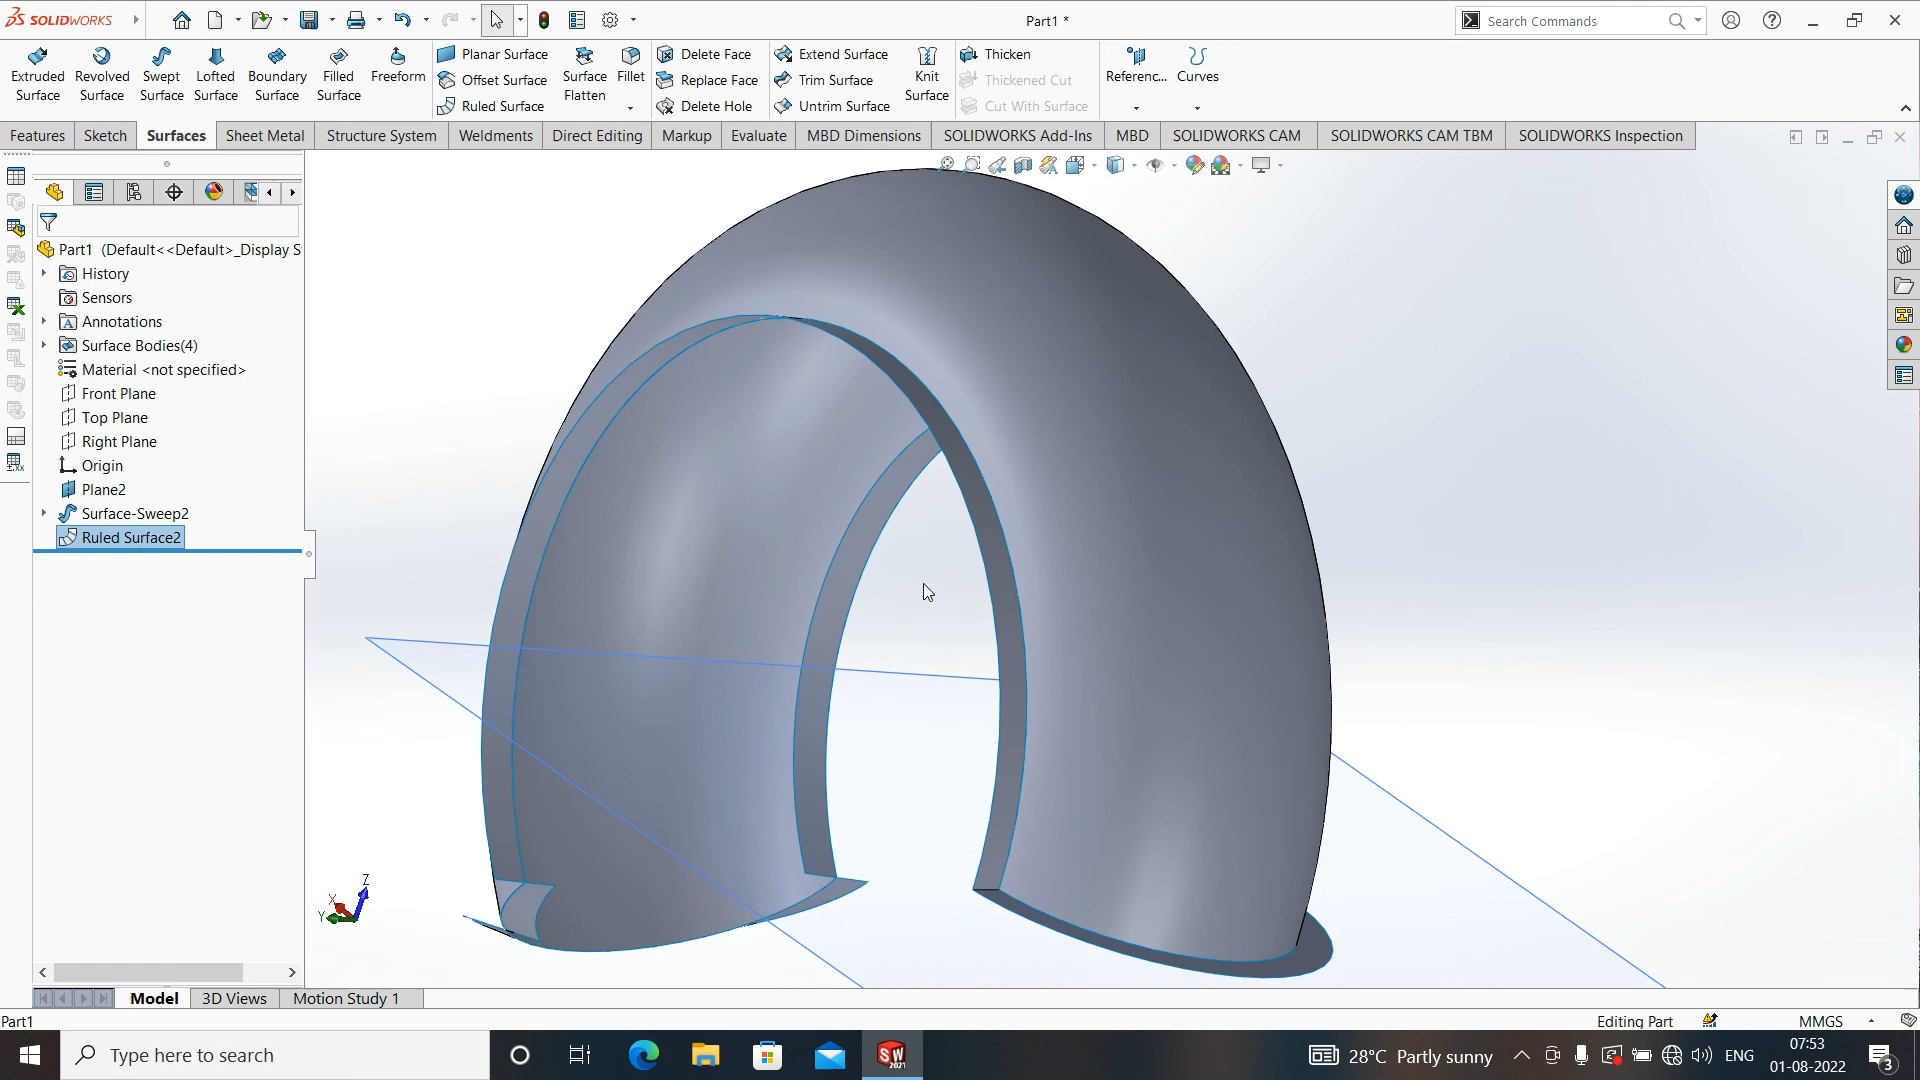 SOLIDWORKS
Part1 *
Search Commands
Extruded Surface
Revolved Surface
Swept Surface
Lofted Surface
Boundary Surface
Filled Surface
Freeform
Planar Surface
Offset Surface
Ruled Surface
Surface Flatten
Fillet
Delete Face
Replace Face
Delete Hole
Extend Surface
Trim Surface
Untrim Surface
Knit Surface
Thicken
Thickened Cut
Cut With Surface
Referenc...
Curves
Features
Sketch
Surfaces
Sheet Metal
Structure System
Weldments
Direct Editing
Markup
Evaluate
MBD Dimensions
SOLIDWORKS Add-Ins
MBD
SOLIDWORKS CAM
SOLIDWORKS CAM TBM
SOLIDWORKS Inspection
Part1 (Default<<Default>_Display S
History
Sensors
Annotations
Surface Bodies(4)
Material <not specified>
Front Plane
Top Plane
Right Plane
Origin
Plane2
Surface-Sweep2
Ruled Surface2
Z
X
Y
Model
3D Views
Motion Study 1
Part1
Editing Part
MMGS
Type here to search
SW
2021
28°C Partly sunny
ENG
07:53
01-08-2022
3